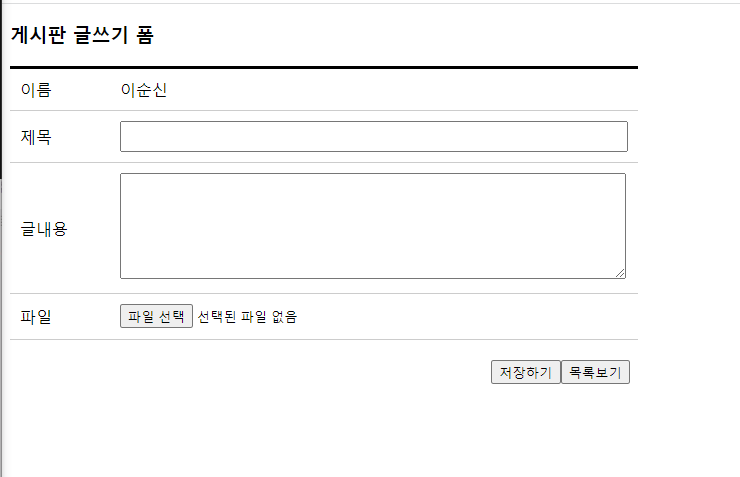 게시판 글쓰기 폼
이름 이순신
제목
글내용
파일 파일 선택 선택된 파일 없음
저장하기 목록보기